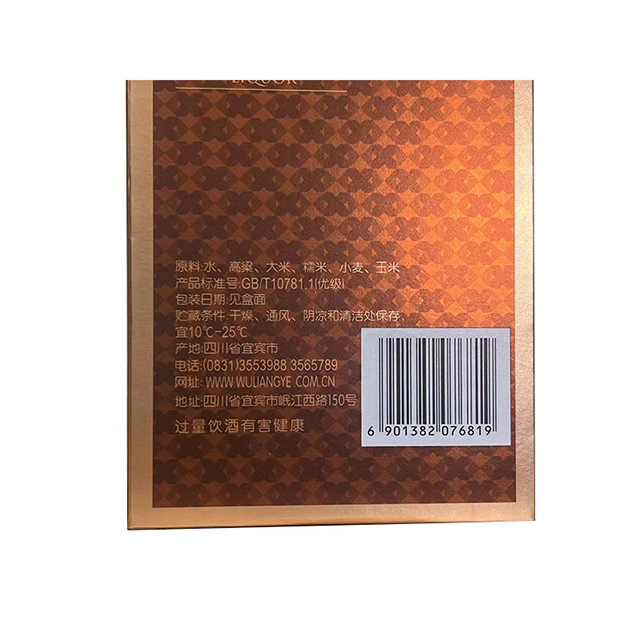 LIQUOR
原料:水、高粱、大米、糯米、小麦、玉米
产品标准号:GB/T10781.1(优级)
包装日期:见盒面
贮藏条件:干燥、通风、阴凉和清洁处保存,
宜10℃-25℃
产地:四川省宜宾市
电话:(0831)3553988 3565789
网址: WWW.WULIANGYE.COM.CN
地址:四川省宜宾市岷江西路150号
过量饮酒有害健康
6 901382 076819